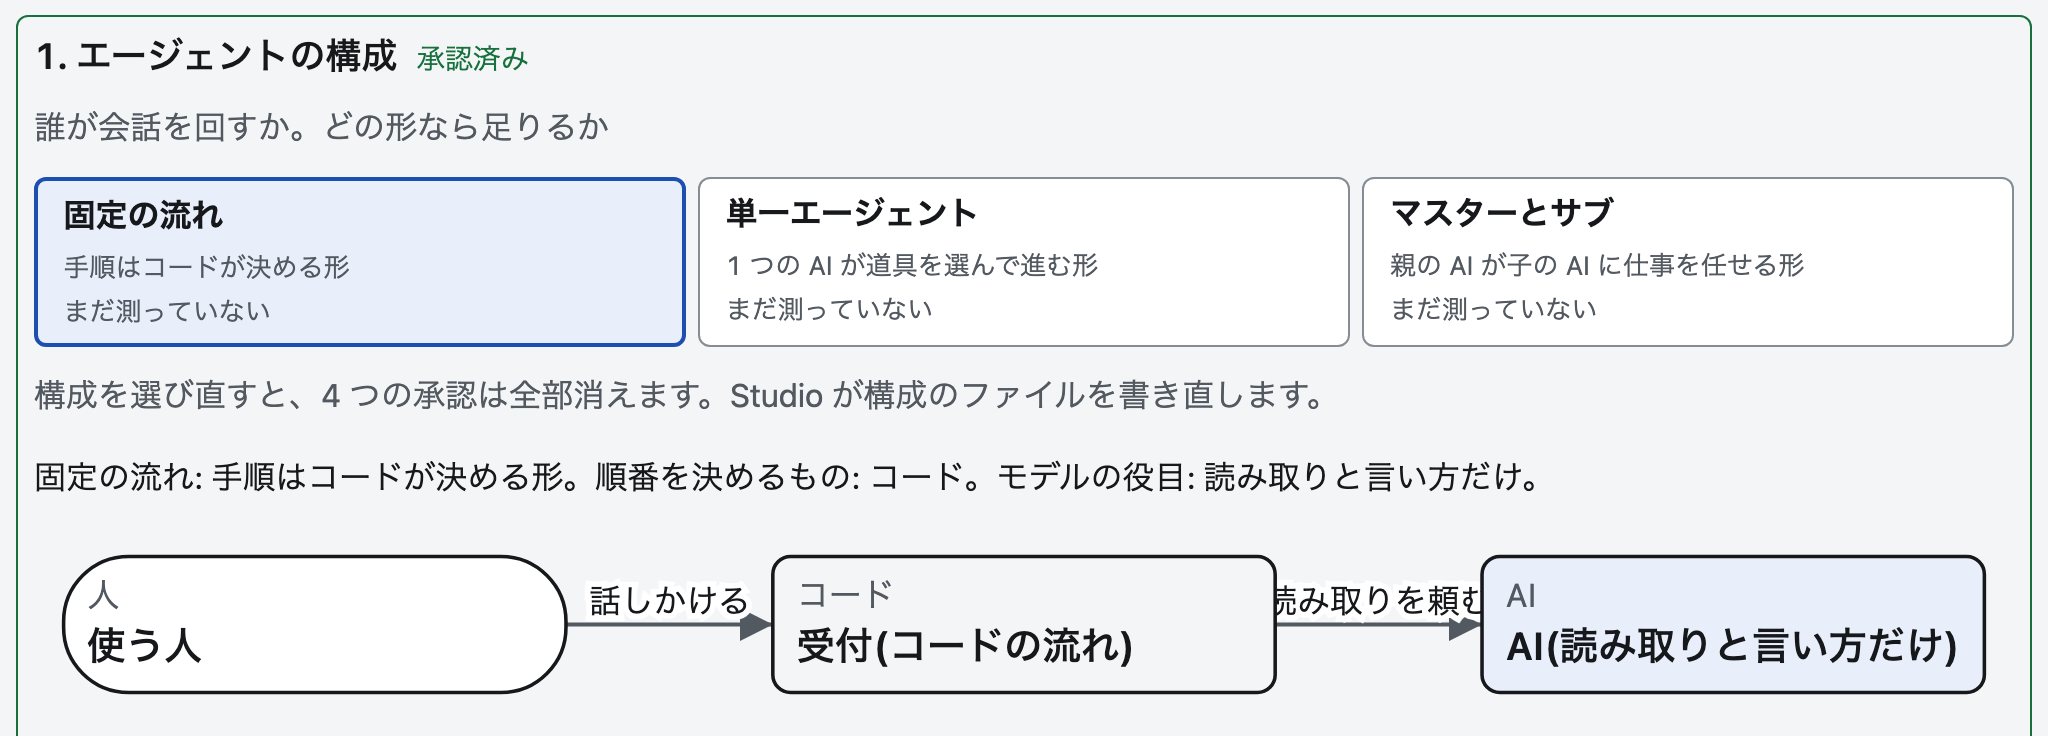 1. エージェントの構成 承認済み
誰が会話を回すか。どの形なら足りるか
固定の流れ
手順はコードが決める形
まだ測っていない
単一エージェント
1 つの AI が道具を選んで進む形
まだ測っていない
マスターとサブ
親の AI が子の AI に仕事を任せる形
まだ測っていない
構成を選び直すと、4 つの承認は全部消えます。Studio が構成のファイルを書き直します。
固定の流れ: 手順はコードが決める形。順番を決めるもの: コード。モデルの役目: 読み取りと言い方だけ。
人
使う人
話しかける
コード
受付(コードの流れ)
読み取りを頼む
AI
AI(読み取りと言い方だけ)